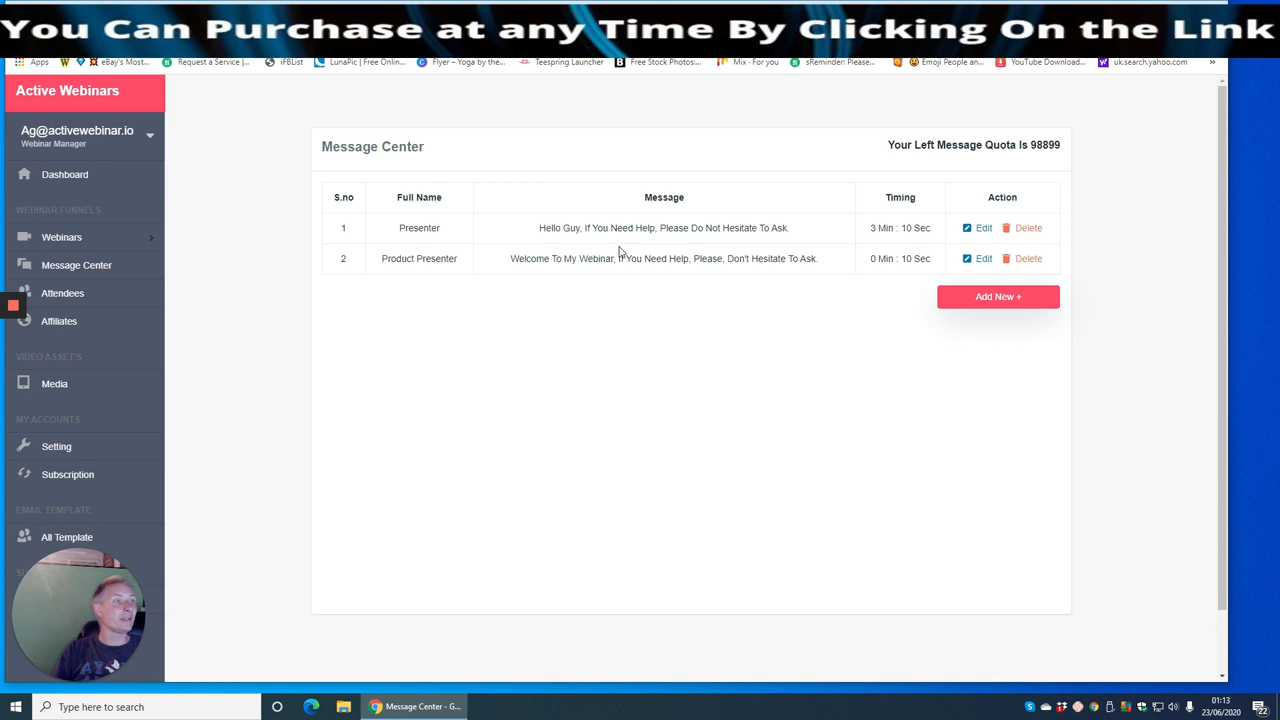 You Can Purchase at any Time By Clicking On the Link
Apps
eBay's Most...
Request a Service |...
iFBList
LunaPic | Free Onlin...
Flyer – Yoga by the...
Teespring Launcher
Free Stock Photos:...
Mix · For you
sReminder: Please...
Emoji People an...
YouTube Download...
uk.search.yahoo.com
»
Active Webinars
Ag@activewebinar.io
Webinar Manager
Dashboard
WEBINAR FUNNELS
Webinars
Message Center
Attendees
Affiliates
VIDEO ASSET'S
Media
MY ACCOUNTS
Setting
Subscription
EMAIL TEMPLATE
All Template
Message Center
Your Left Message Quota Is 98899
S.no Full Name Message Timing Action
1 Presenter Hello Guy, If You Need Help, Please Do Not Hesitate To Ask. 3 Min : 10 Sec Edit Delete
2 Product Presenter Welcome To My Webinar, If You Need Help, Please, Don't Hesitate To Ask. 0 Min : 10 Sec Edit Delete
Add New +
Type here to search
Message Center - G...
01:13
23/06/2020
22